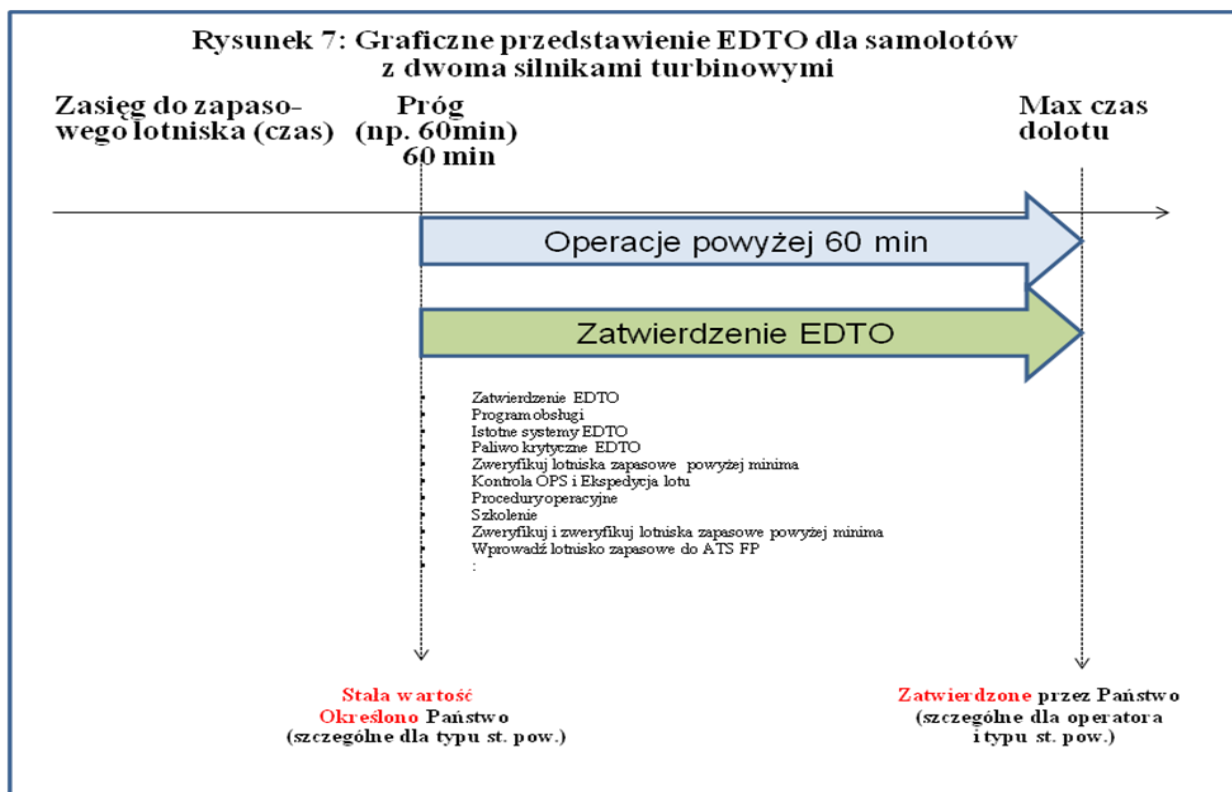 Rysunek 7: Graficzne przedstawienie EDTO dla samolotów
z dwoma silnikami turbinowymi
Zasięg do zapaso-
wego lotniska (czas)
Próg
(np. 60min)
60 min
Max czas
dolotu
Operacje powyżej 60 min
Zatwierdzenie EDTO
Zatwierdzenie EDTO
Program obsługi
Istotne systemy EDTO
Paliwo krytyczne EDTO
Zweryfikuj lotniska zapasowe powyżej minima
Kontrola OPS i Ekspedycja lotu
Procedury operacyjne
Szkolenie
Zweryfikuj i zweryfikuj lotniska zapasowe powyżej minima
Wprowadź lotnisko zapasowe do ATS FP
:
Stała wartość
Określono Państwo
(szczególne dla typu st. pow.)
Zatwierdzone przez Państwo
(szczególne dla operatora
i typu st. pow.)